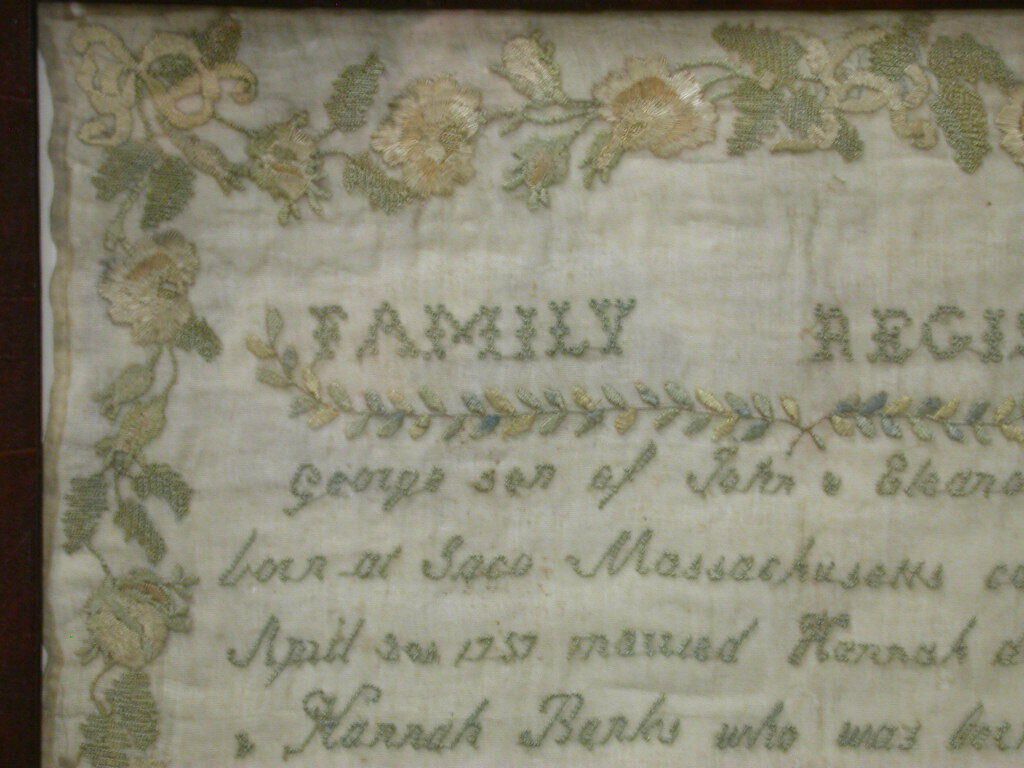 FAMILY REGIS
George son of John & Eleano
born at Saco Massachusetts co
April 1757 married Hannah d
& Hannah Banks who was bor